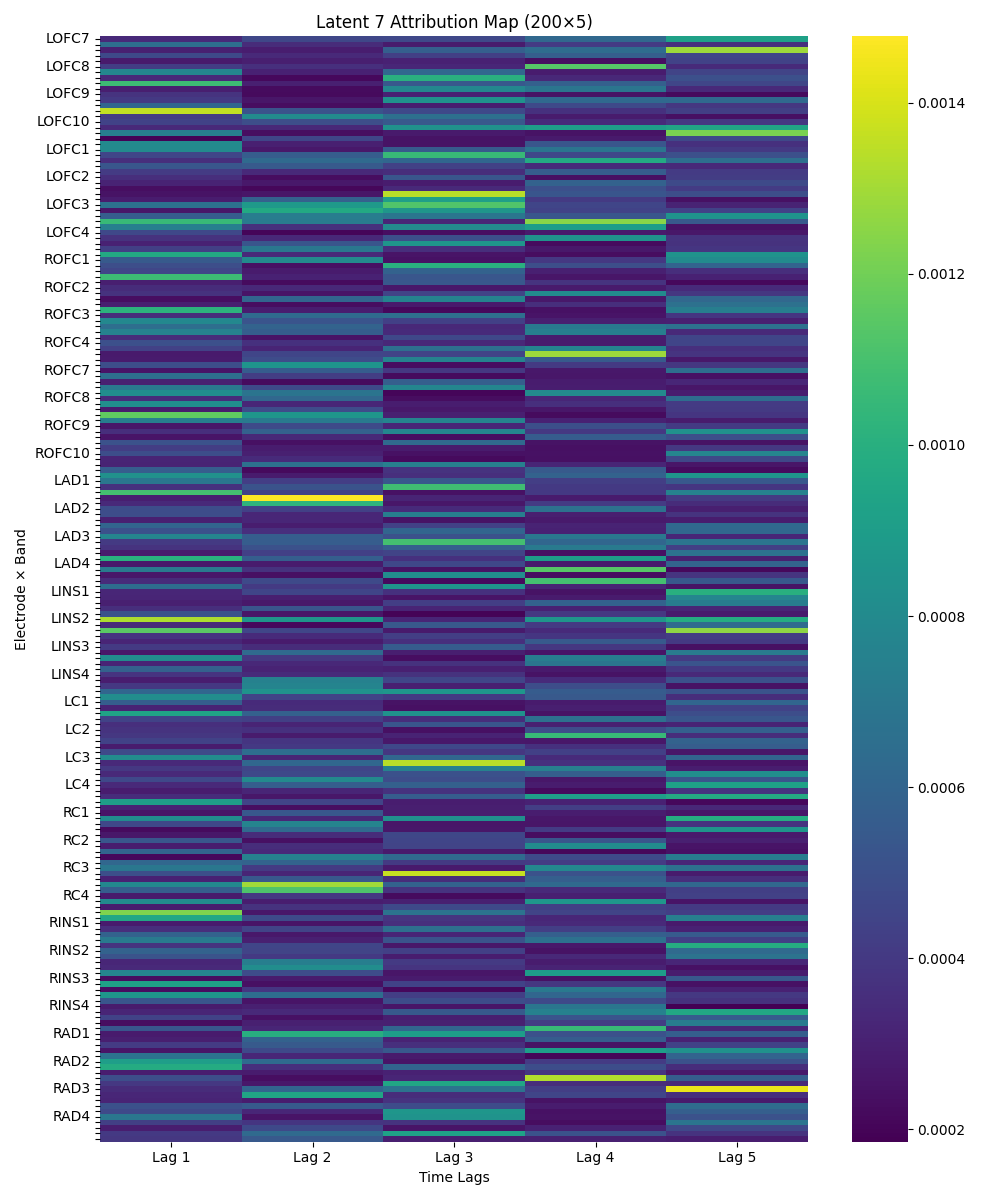 Latent 7 Attribution Map (200×5)
LOFC7
LOFC8
LOFC9
LOFC10
LOFC1
LOFC2
LOFC3
LOFC4
ROFC1
ROFC2
ROFC3
ROFC4
ROFC7
ROFC8
ROFC9
ROFC10
LAD1
LAD2
LAD3
LAD4
LINS1
LINS2
LINS3
LINS4
LC1
LC2
LC3
LC4
RC1
RC2
RC3
RC4
RINS1
RINS2
RINS3
RINS4
RAD1
RAD2
RAD3
RAD4
Electrode × Band
Lag 1 Lag 2 Lag 3 Lag 4 Lag 5
Time Lags
0.0014
0.0012
0.0010
0.0008
0.0006
0.0004
0.0002